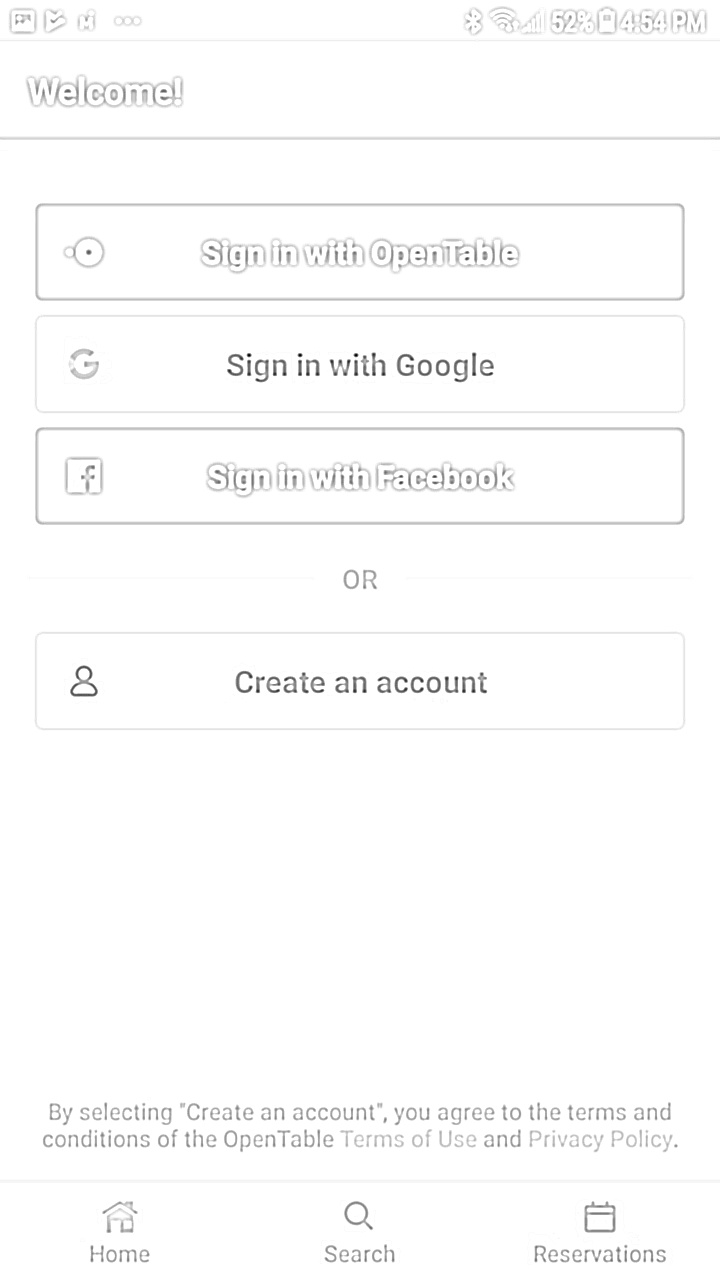 52% 4:54 PM
Welcome!
Sign in with OpenTable
G Sign in with Google
f Sign in with Facebook
OR
Create an account
By selecting "Create an account", you agree to the terms and
conditions of the OpenTable Terms of Use and Privacy Policy.
Home Search Reservations